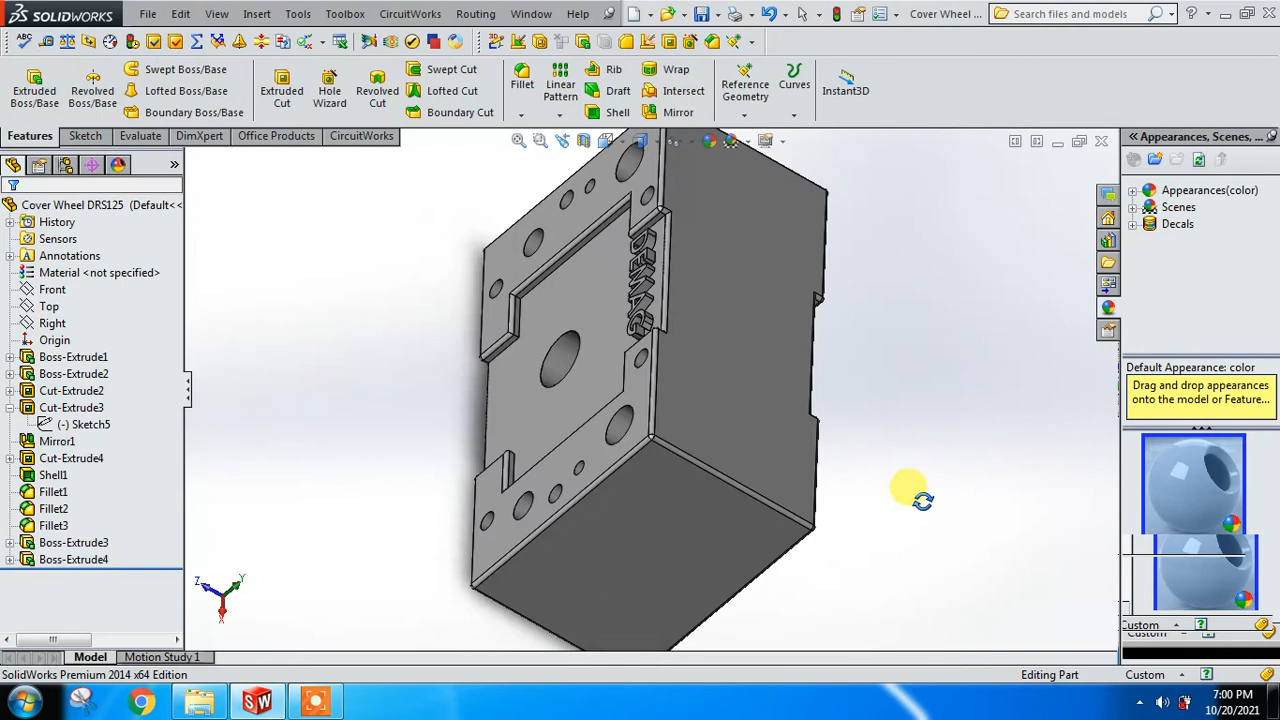 SOLIDWORKS File Edit View Insert Tools Toolbox CircuitWorks Routing Window Help Cover Wheel ... Search files and models
Extruded Boss/Base Revolved Boss/Base Swept Boss/Base Lofted Boss/Base Boundary Boss/Base Extruded Cut Hole Wizard Revolved Cut Swept Cut Lofted Cut Boundary Cut Fillet Linear Pattern Rib Draft Shell Wrap Intersect Mirror Reference Geometry Curves Instant3D
Features Sketch Evaluate DimXpert Office Products CircuitWorks
Appearances, Scenes, ...
Cover Wheel DRS125 (Default<<
History
Sensors
Annotations
Material <not specified>
Front
Top
Right
Origin
Boss-Extrude1
Boss-Extrude2
Cut-Extrude2
Cut-Extrude3
(-) Sketch5
Mirror1
Cut-Extrude4
Shell1
Fillet1
Fillet2
Fillet3
Boss-Extrude3
Boss-Extrude4
DEMAG
Z Y X
Appearances(color)
Scenes
Decals
Default Appearance: color
Drag and drop appearances
onto the model or Feature...
Custom
Model Motion Study 1
SolidWorks Premium 2014 x64 Edition Editing Part Custom
7:00 PM
10/20/2021